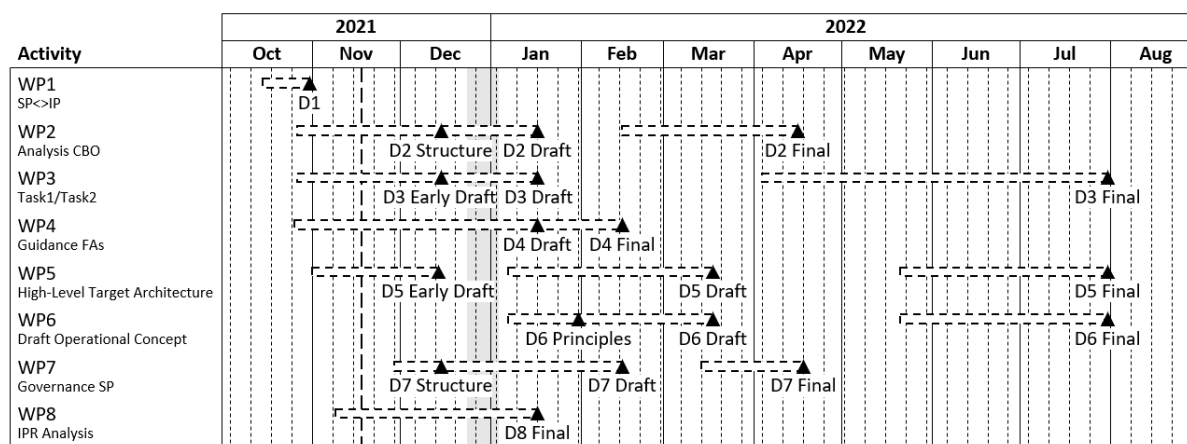 2021 2022
Activity Oct Nov Dec Jan Feb Mar Apr May Jun Jul Aug
WP1
SP<>IP
D1
WP2
Analysis CBO
D2 Structure D2 Draft D2 Final
WP3
Task1/Task2
D3 Early Draft D3 Draft D3 Final
WP4
Guidance FAs
D4 Draft D4 Final
WP5
High-Level Target Architecture
D5 Early Draft D5 Draft D5 Final
WP6
Draft Operational Concept
D6 Principles D6 Draft D6 Final
WP7
Governance SP
D7 Structure D7 Draft D7 Final
WP8
IPR Analysis
D8 Final